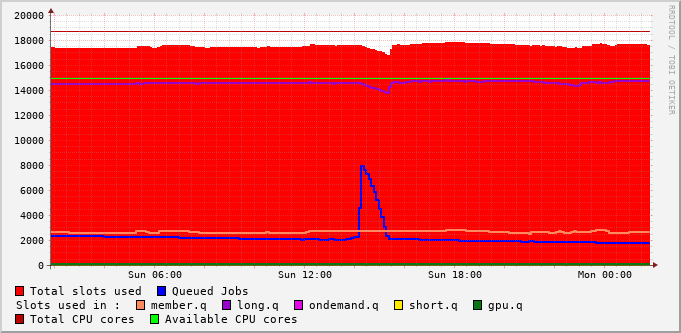 RRDTOOL / TOBI OETIKER
20000
18000
16000
14000
12000
10000
8000
6000
4000
2000
0
Sun 06:00 Sun 12:00 Sun 18:00 Mon 00:00
Total slots used Queued Jobs
Slots used in : member.q long.q ondemand.q short.q gpu.q
Total CPU cores Available CPU cores